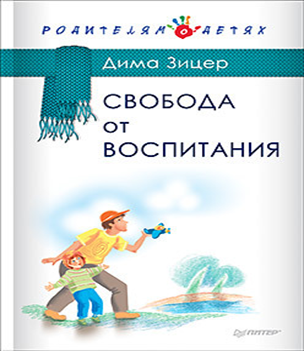 РОДИТЕЛЯМ О ДЕТЯХ
Дима Зицер
СВОБОДА
от
ВОСПИТАНИЯ
ПИТЕР